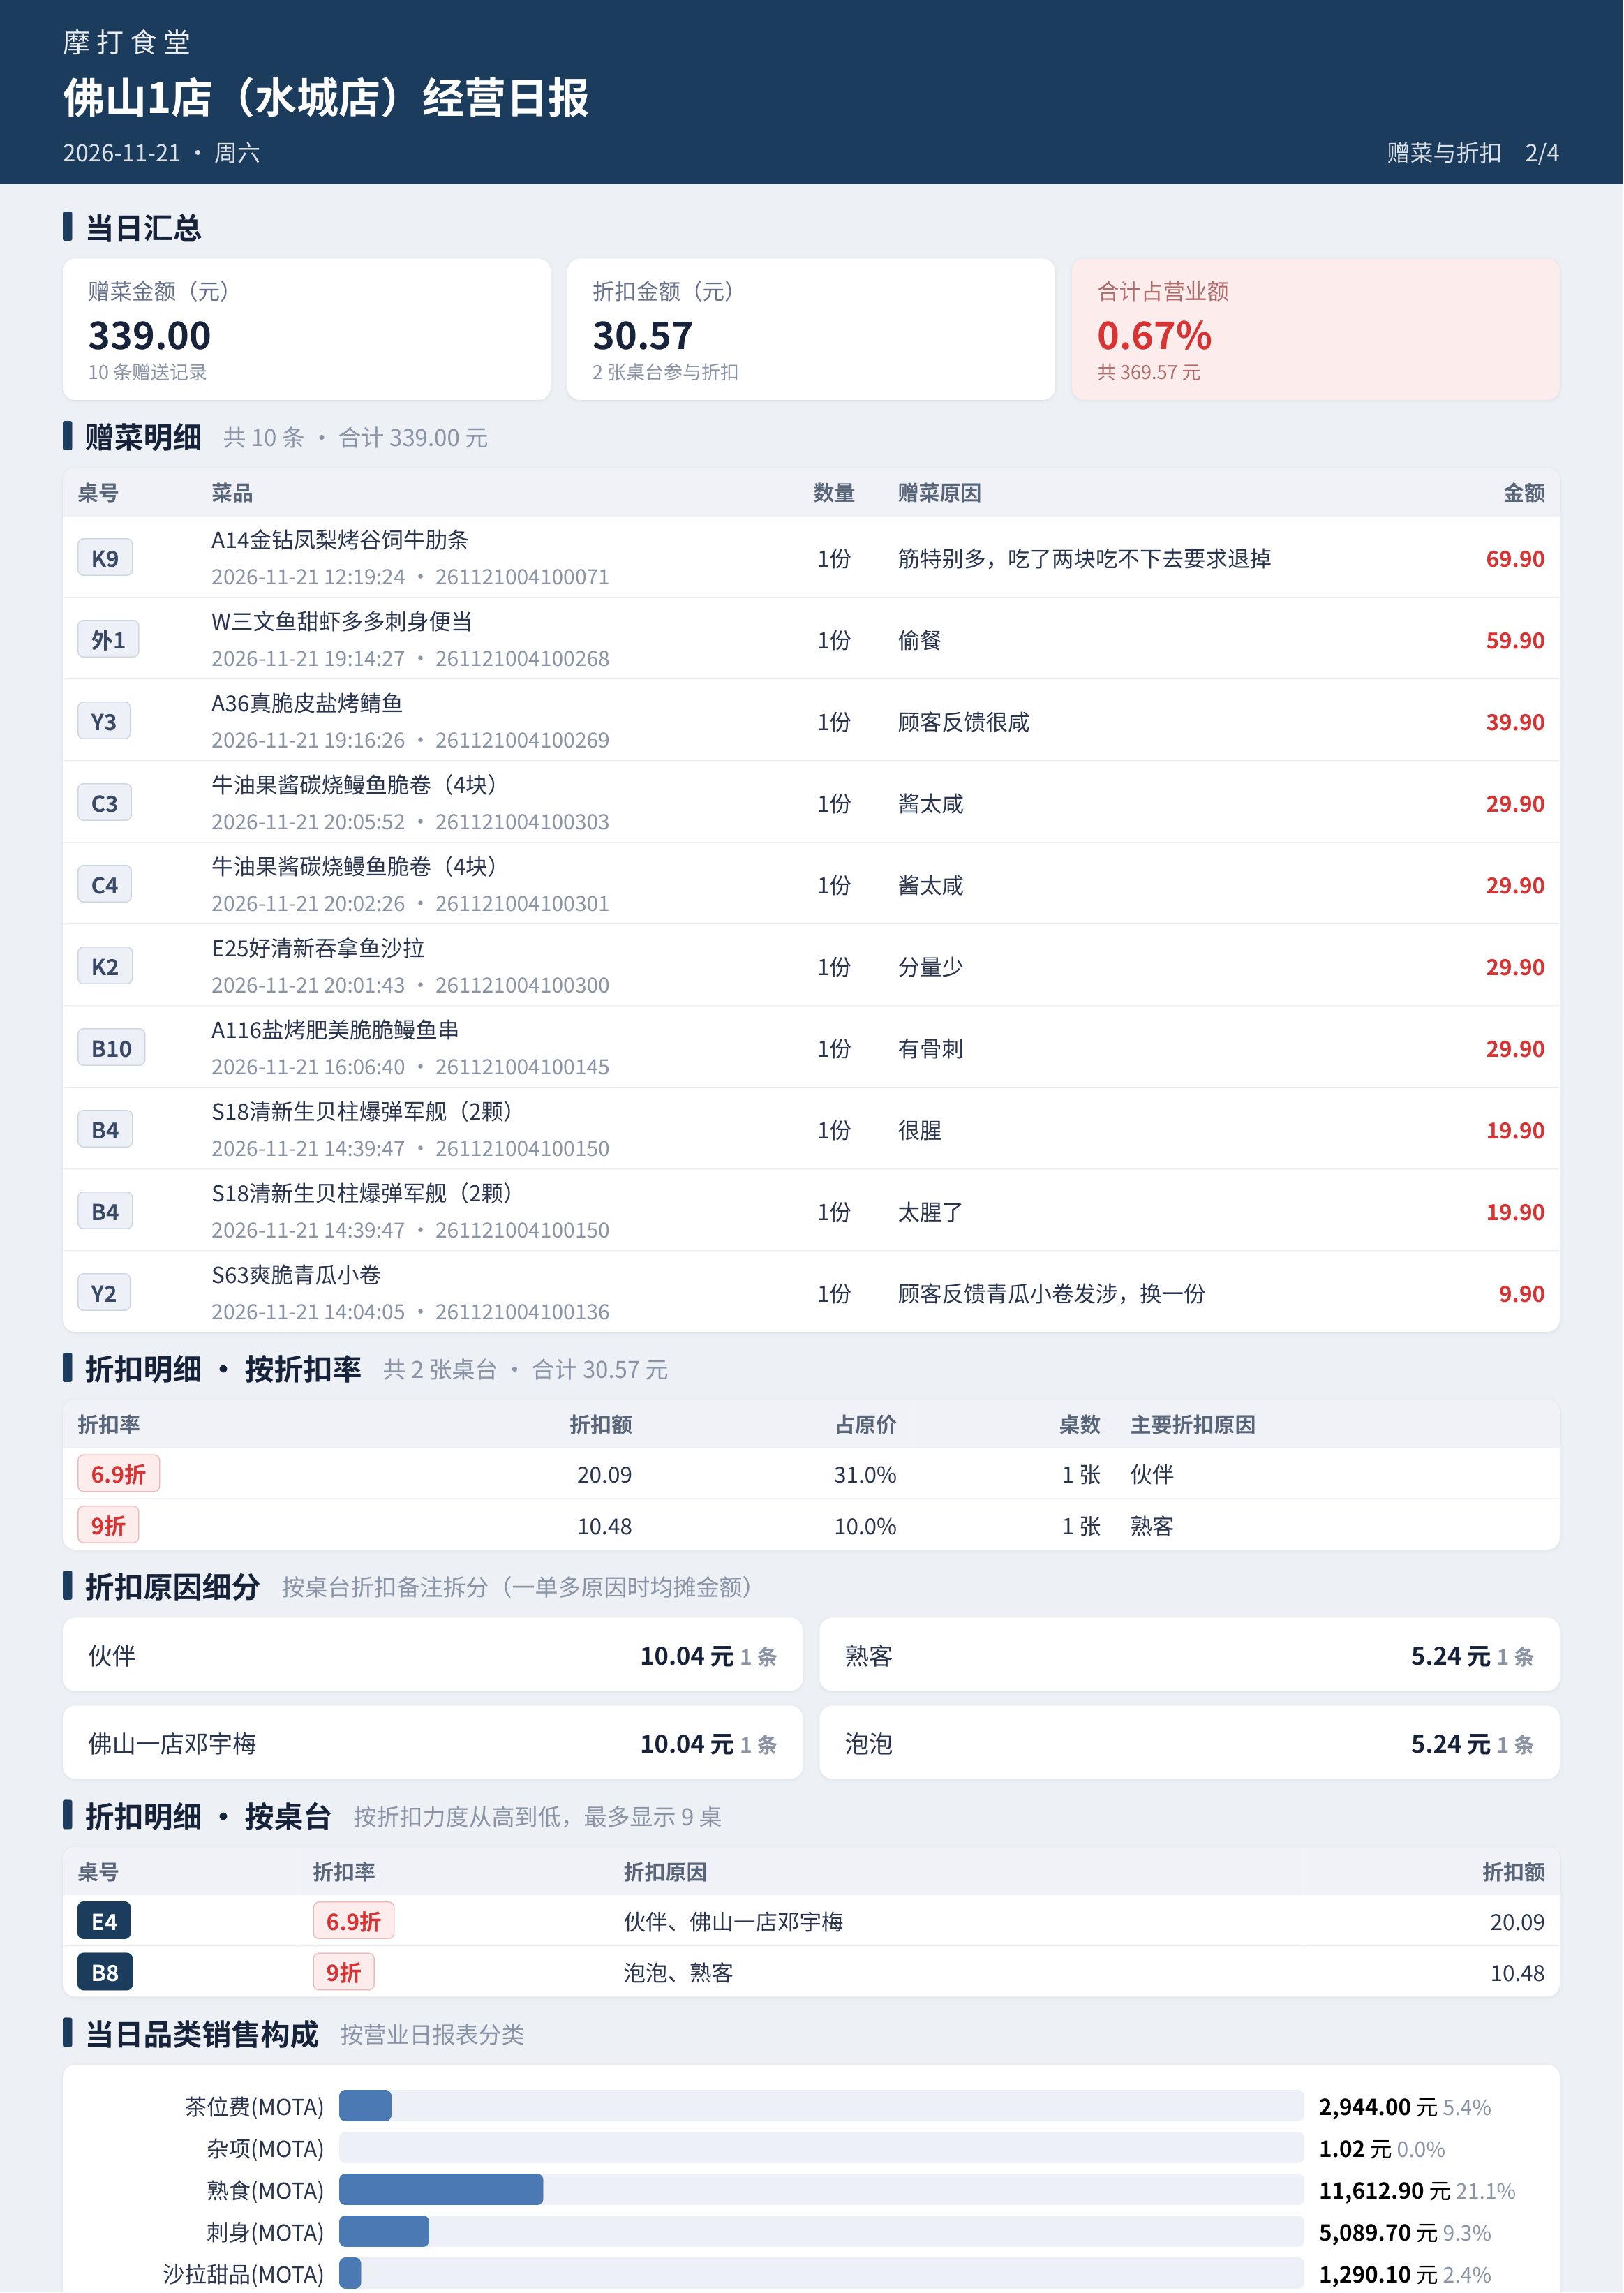 摩打食堂
佛山1店（水城店）经营日报
2026-11-21 • 周六
赠菜与折扣 2/4
当日汇总
赠菜金额（元） 折扣金额（元） 合计占营业额
339.00 30.57 0.67%
10 条赠送记录 2 张桌台参与折扣 共 369.57 元
赠菜明细 共 10 条 • 合计 339.00 元
桌号 菜品 数量 赠菜原因 金额
A14金钻凤梨烤谷饲牛肋条
K9 1份 筋特别多，吃了两块吃不下去要求退掉 69.90
2026-11-21 12:19:24 • 261121004100071
W三文鱼甜虾多多刺身便当
外1 1份 偷餐 59.90
2026-11-21 19:14:27 • 261121004100268
A36真脆皮盐烤鲭鱼
Y3 1份 顾客反馈很咸 39.90
2026-11-21 19:16:26 • 261121004100269
牛油果酱碳烧鳗鱼脆卷（4块）
C3 1份 酱太咸 29.90
2026-11-21 20:05:52 • 261121004100303
牛油果酱碳烧鳗鱼脆卷（4块）
C4 1份 酱太咸 29.90
2026-11-21 20:02:26 • 261121004100301
E25好清新吞拿鱼沙拉
K2 1份 分量少 29.90
2026-11-21 20:01:43 • 261121004100300
A116盐烤肥美脆脆鳗鱼串
B10 1份 有骨刺 29.90
2026-11-21 16:06:40 • 261121004100145
S18清新生贝柱爆弹军舰（2颗）
B4 1份 很腥 19.90
2026-11-21 14:39:47 • 261121004100150
S18清新生贝柱爆弹军舰（2颗）
B4 1份 太腥了 19.90
2026-11-21 14:39:47 • 261121004100150
S63爽脆青瓜小卷
Y2 1份 顾客反馈青瓜小卷发涉，换一份 9.90
2026-11-21 14:04:05 • 261121004100136
折扣明细 • 按折扣率 共 2 张桌台 • 合计 30.57 元
折扣率 折扣额 占原价 桌数 主要折扣原因
6.9折 20.09 31.0% 1 张 伙伴
9折 10.48 10.0% 1 张 熟客
折扣原因细分 按桌台折扣备注拆分（一单多原因时均摊金额）
伙伴 10.04 元 1 条 熟客 5.24 元 1 条
佛山一店邓宇梅 10.04 元 1 条 泡泡 5.24 元 1 条
折扣明细 • 按桌台 按折扣力度从高到低，最多显示 9 桌
桌号 折扣率 折扣原因 折扣额
E4 6.9折 伙伴、佛山一店邓宇梅 20.09
B8 9折 泡泡、熟客 10.48
当日品类销售构成 按营业日报表分类
茶位费(MOTA) 2,944.00 元 5.4%
杂项(MOTA) 1.02 元 0.0%
熟食(MOTA) 11,612.90 元 21.1%
刺身(MOTA) 5,089.70 元 9.3%
沙拉甜品(MOTA) 1,290.10 元 2.4%